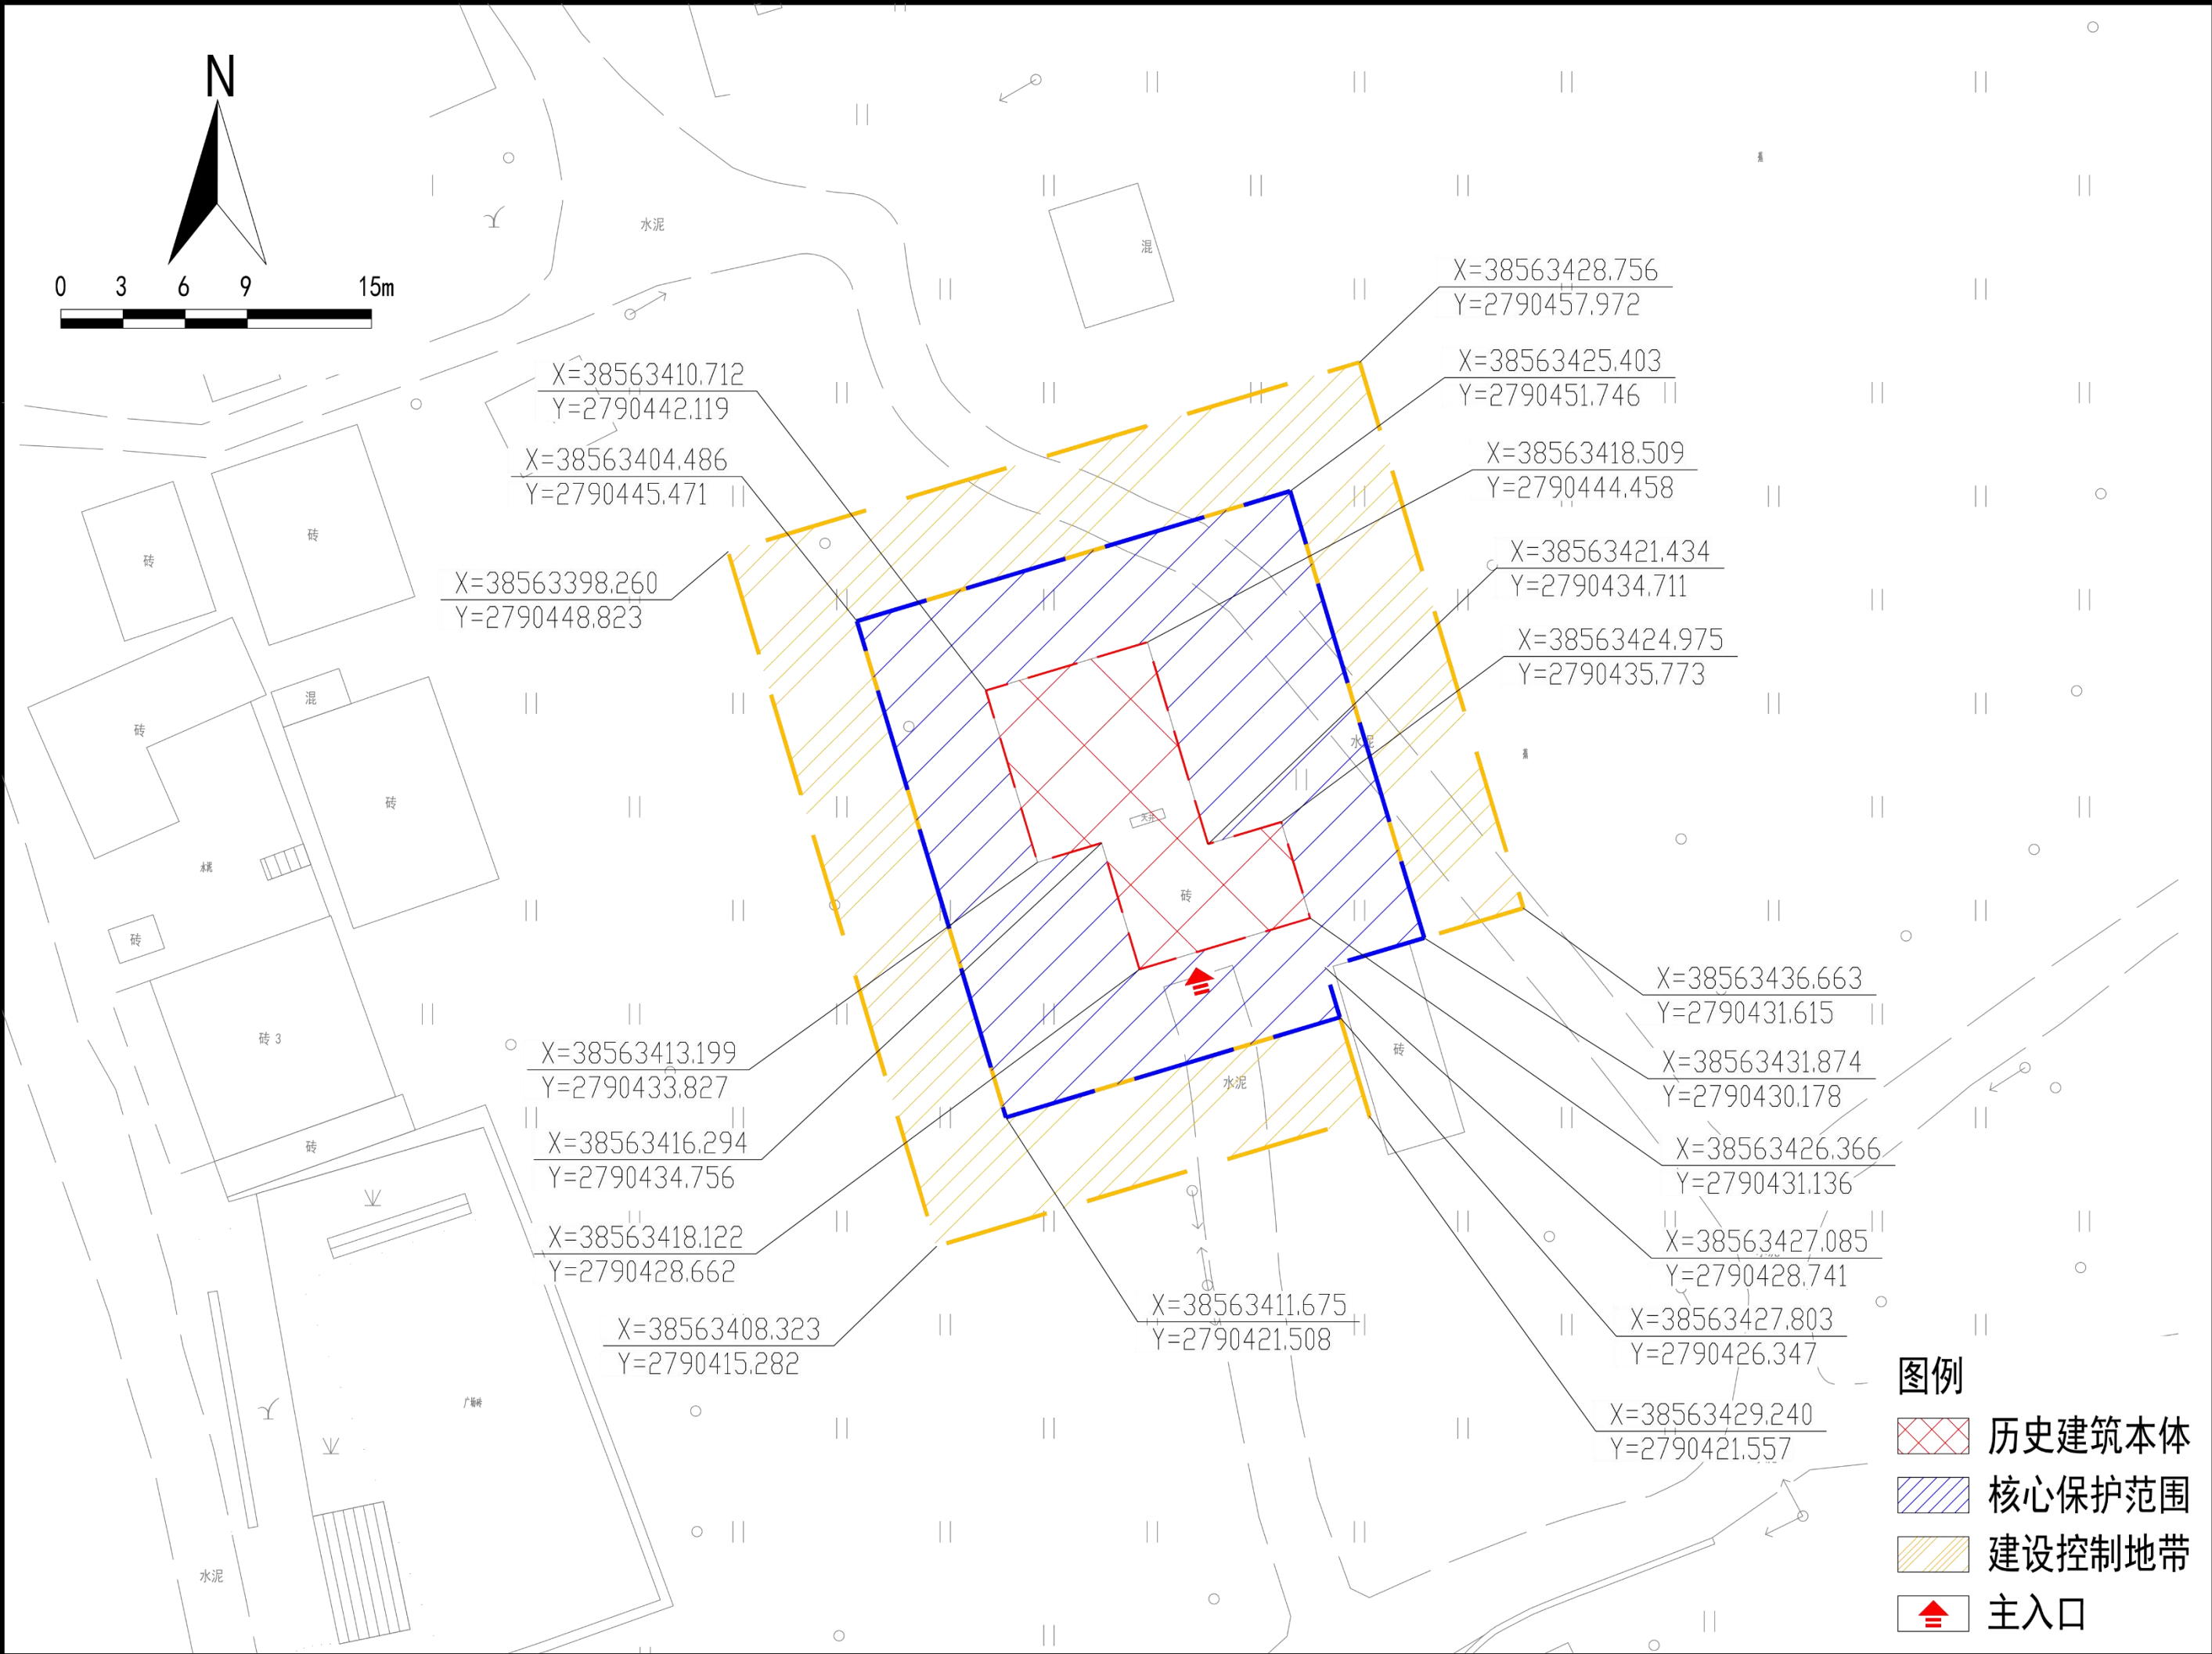 N
0 3 6 9 15m
水泥
混
X=38563428.756
Y=2790457.972
X=38563425.403
Y=2790451.746
X=38563410.712
Y=2790442.119
X=38563418.509
Y=2790444.458
X=38563404.486
Y=2790445.471
X=38563421.434
Y=2790434.711
X=38563398.260
Y=2790448.823
X=38563424.975
Y=2790435.773
砖
砖
混
砖
砖
水泥
天井
水泥
砖
砖
X=38563436.663
Y=2790431.615
X=38563413.199
Y=2790433.827
砖3
砖
水泥
X=38563431.874
Y=2790430.178
X=38563416.294
Y=2790434.756
砖
X=38563426.366
Y=2790431.136
X=38563418.122
Y=2790428.662
X=38563427.085
Y=2790428.741
X=38563411.675
Y=2790421.508
X=38563408.323
Y=2790415.282
X=38563427.803
Y=2790426.347
广场砖
X=38563429.240
Y=2790421.557
水泥
图例
历史建筑本体
核心保护范围
建设控制地带
主入口